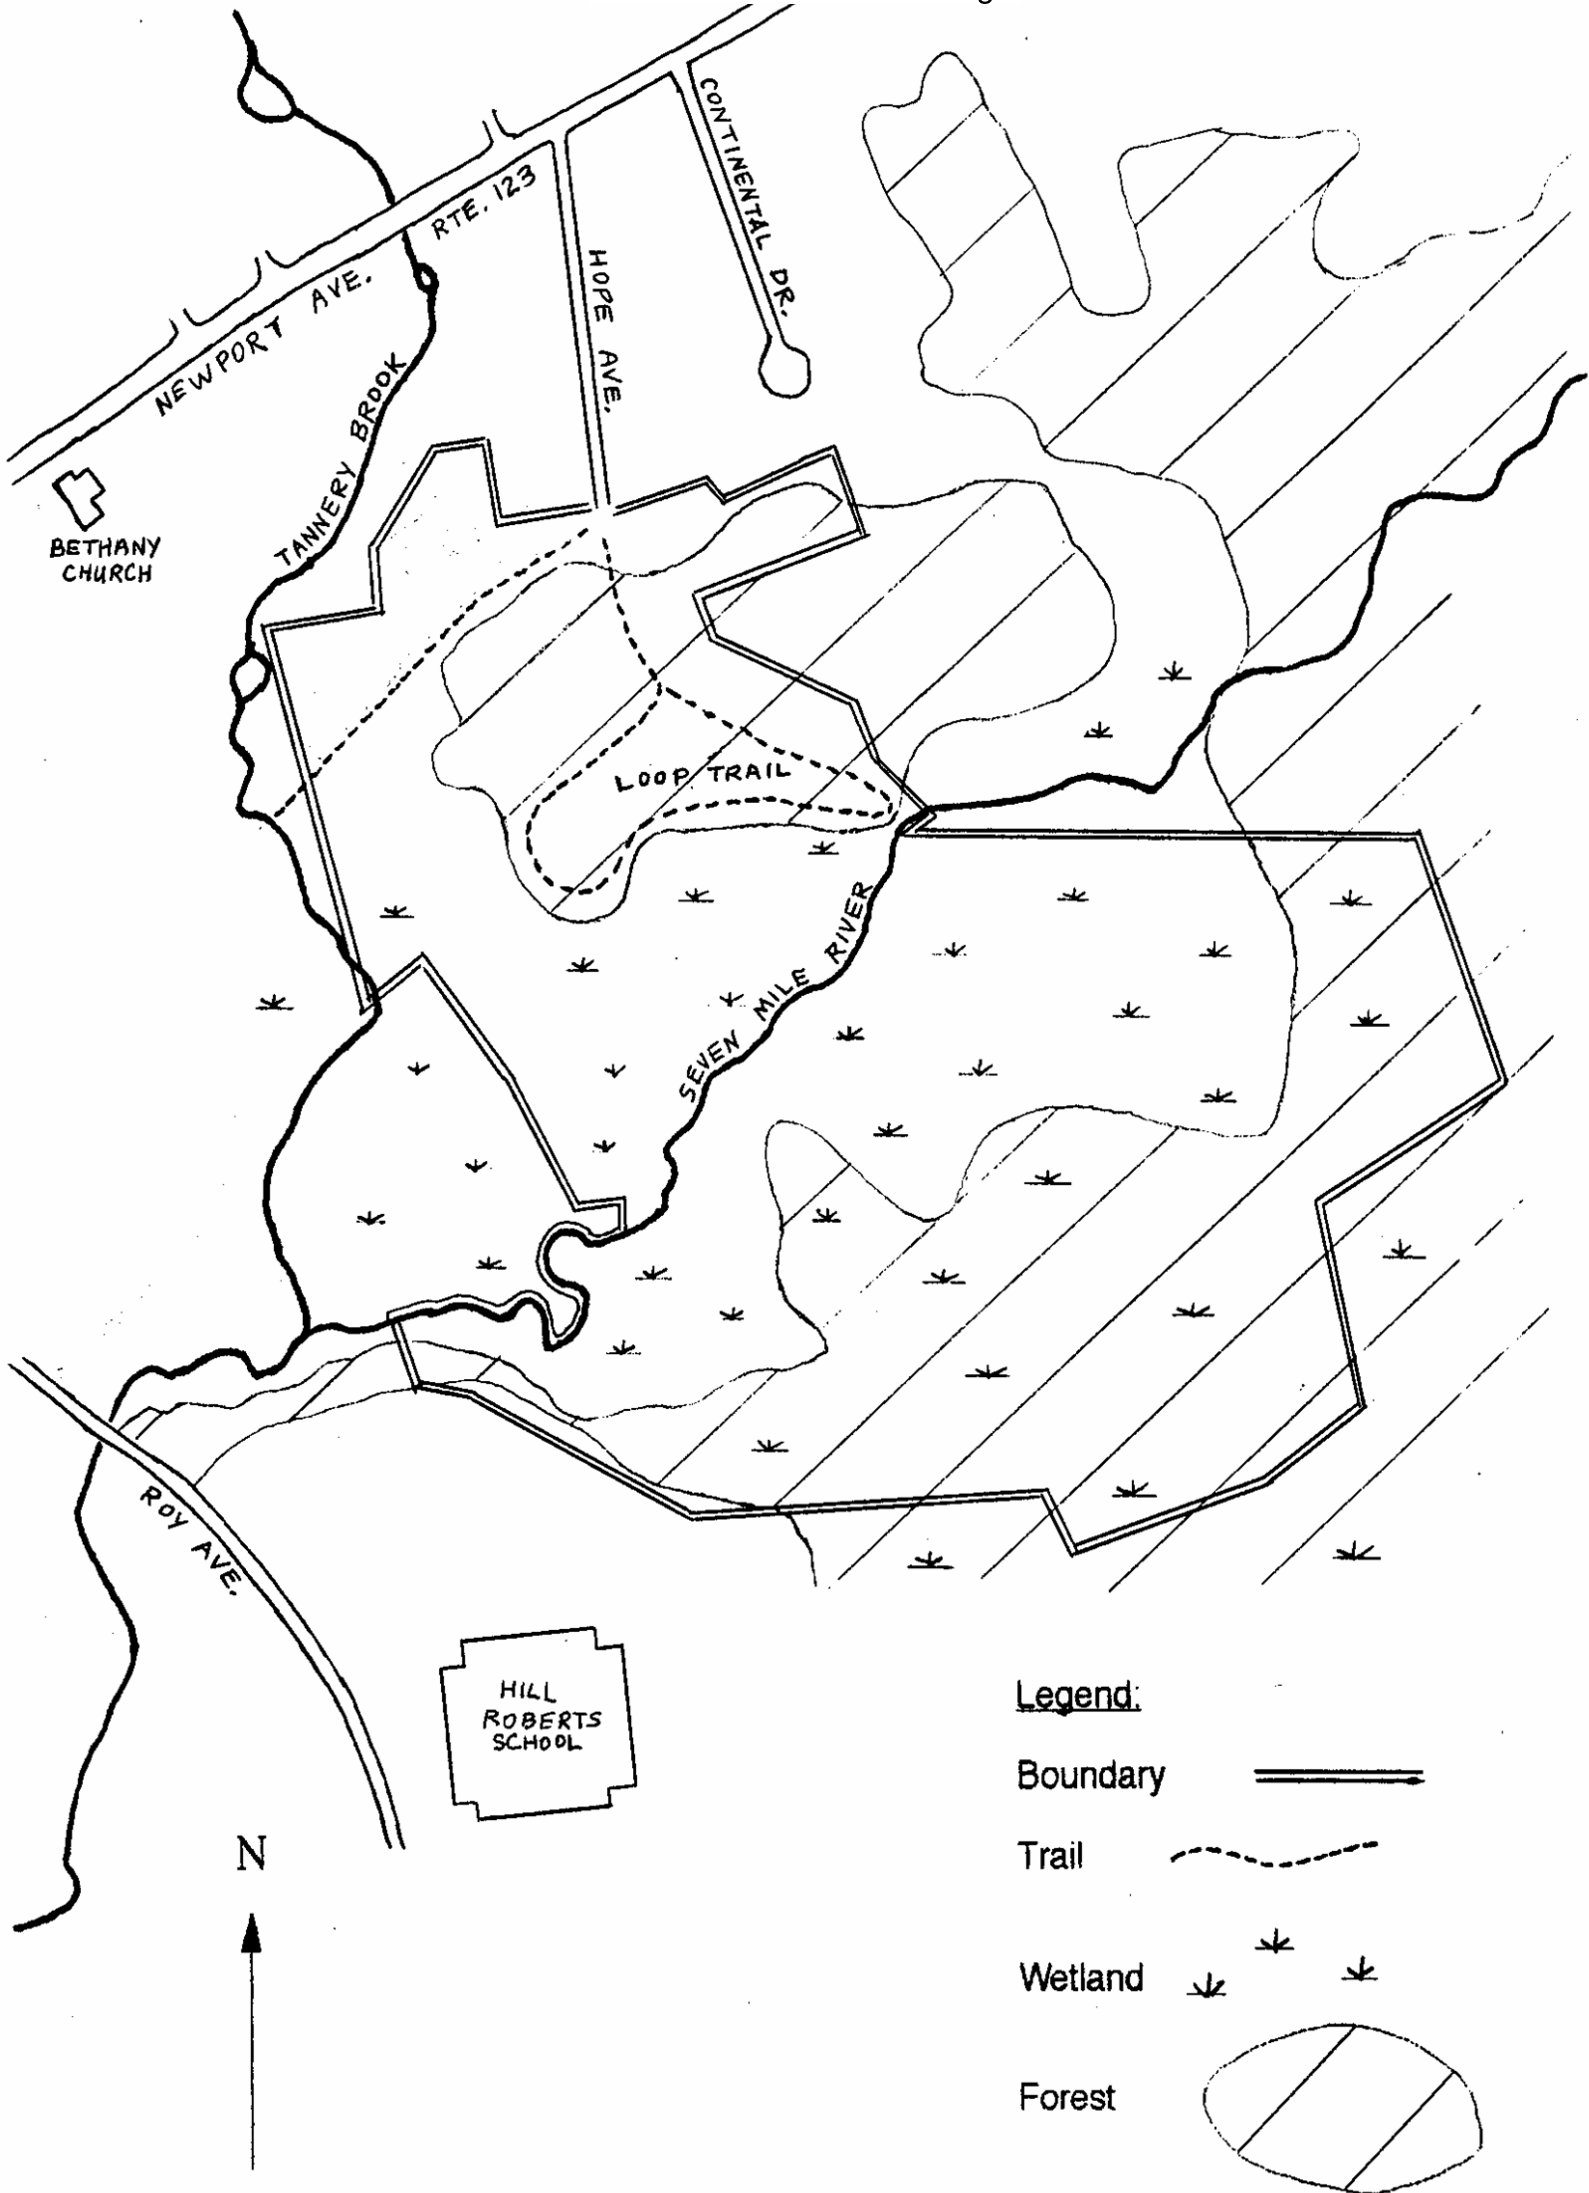 CONTINENTAL DR.
RTE. 123
NEWPORT AVE.
HOPE AVE.
TANNERY BROOK
BETHANY
CHURCH
LOOP TRAIL
SEVEN MILE RIVER
ROY AVE.
HILL
ROBERTS
SCHOOL
Legend:
Boundary
Trail
Wetland
Forest
N